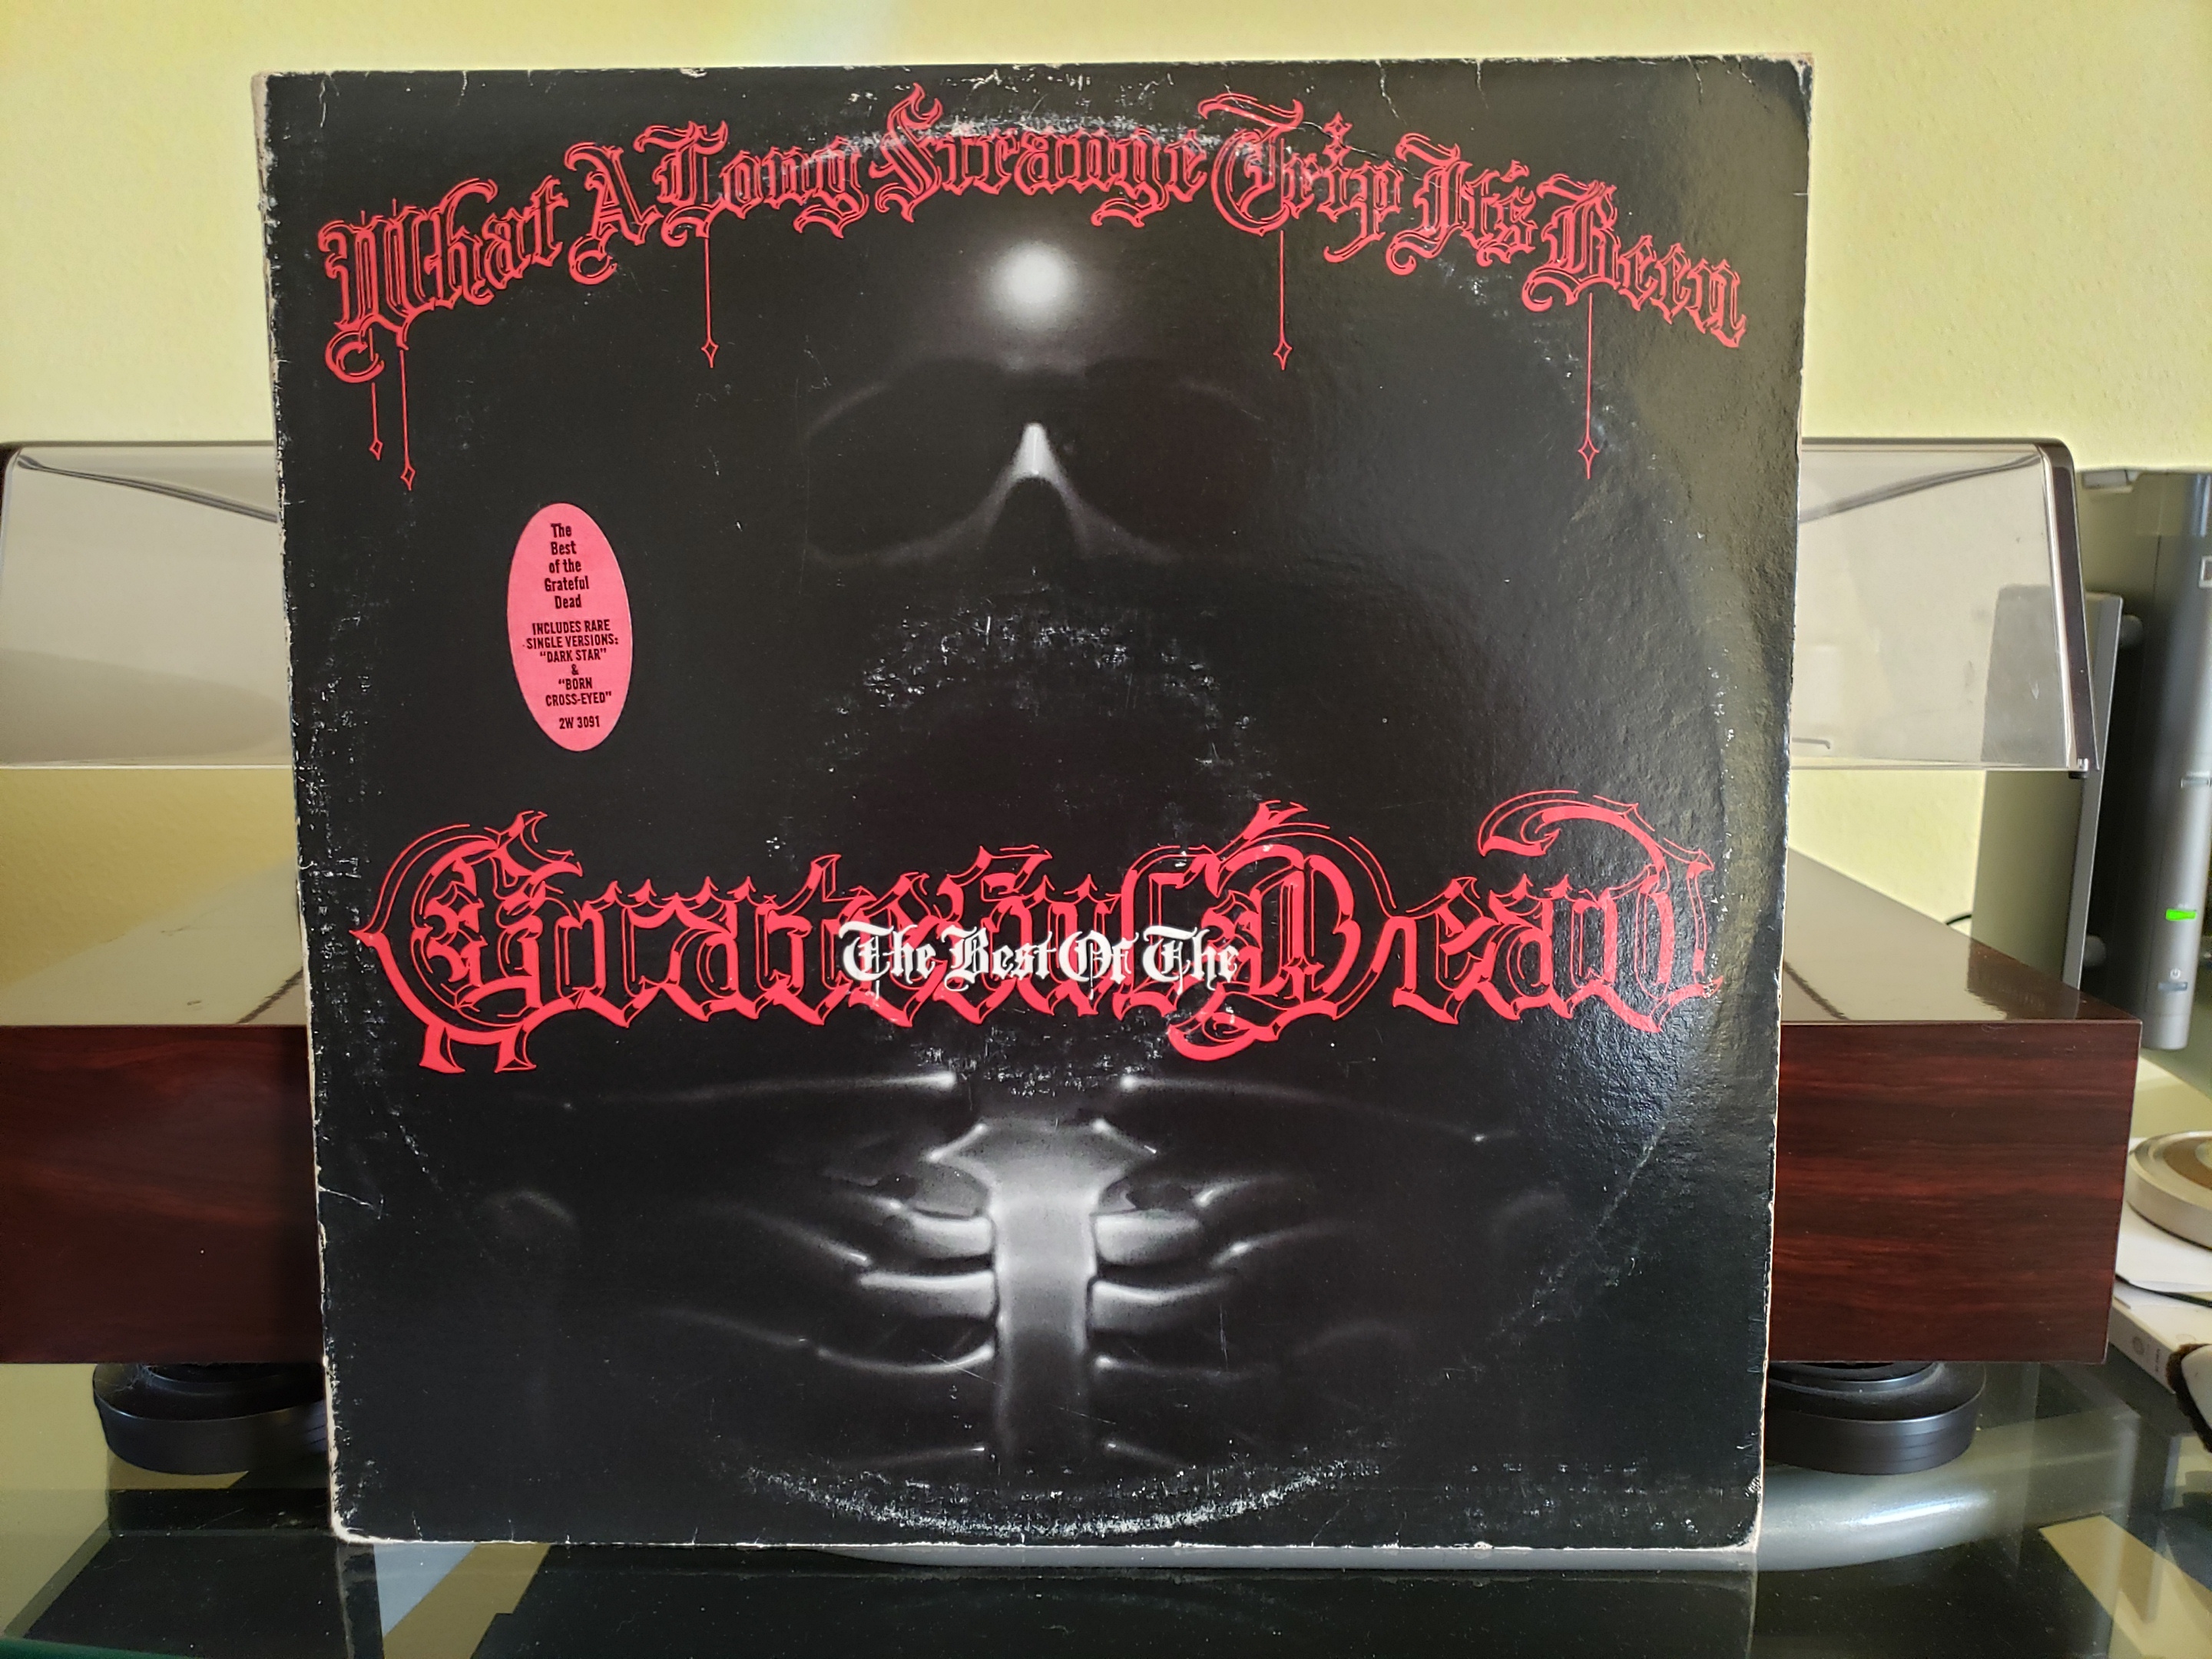 What A Long Strange Trip It's Been
The
Best
of the
Grateful
Dead
INCLUDES RARE
SINGLE VERSIONS:
"DARK STAR"
&
"BORN
CROSS-EYED"
2W 3091
Grateful Dead
The Best Of The